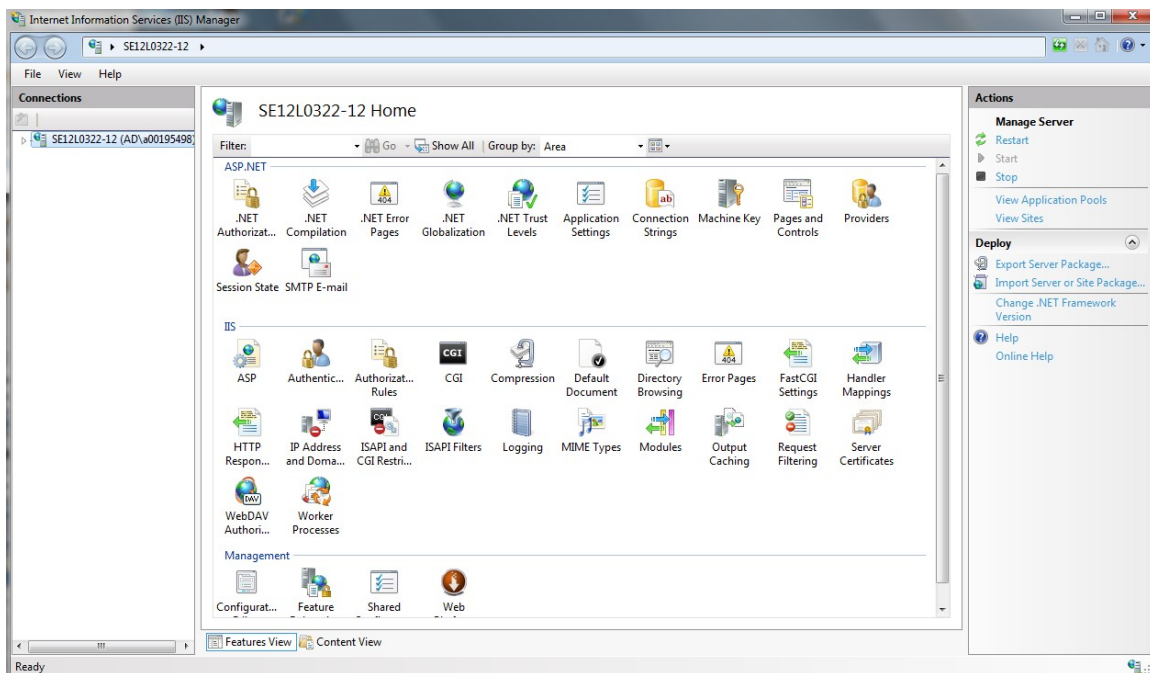 Internet Information Services (IIS) Manager
SE12L0322-12
File View Help
Connections
SE12L0322-12 (AD\a00195498)
SE12L0322-12 Home
Filter: Go Show All Group by: Area
ASP.NET
.NET Authorizat...
.NET Compilation
.NET Error Pages
.NET Globalization
.NET Trust Levels
Application Settings
Connection Strings
Machine Key
Pages and Controls
Providers
Session State
SMTP E-mail
IIS
ASP
Authentic...
Authorizat... Rules
CGI
Compression
Default Document
Directory Browsing
Error Pages
FastCGI Settings
Handler Mappings
HTTP Respon...
IP Address and Doma...
ISAPI and CGI Restri...
ISAPI Filters
Logging
MIME Types
Modules
Output Caching
Request Filtering
Server Certificates
WebDAV Authori...
Worker Processes
Management
Configurat...
Feature
Shared
Web
Features View Content View
Ready
Actions
Manage Server
Restart
Start
Stop
View Application Pools
View Sites
Deploy
Export Server Package...
Import Server or Site Package...
Change .NET Framework
Version
Help
Online Help